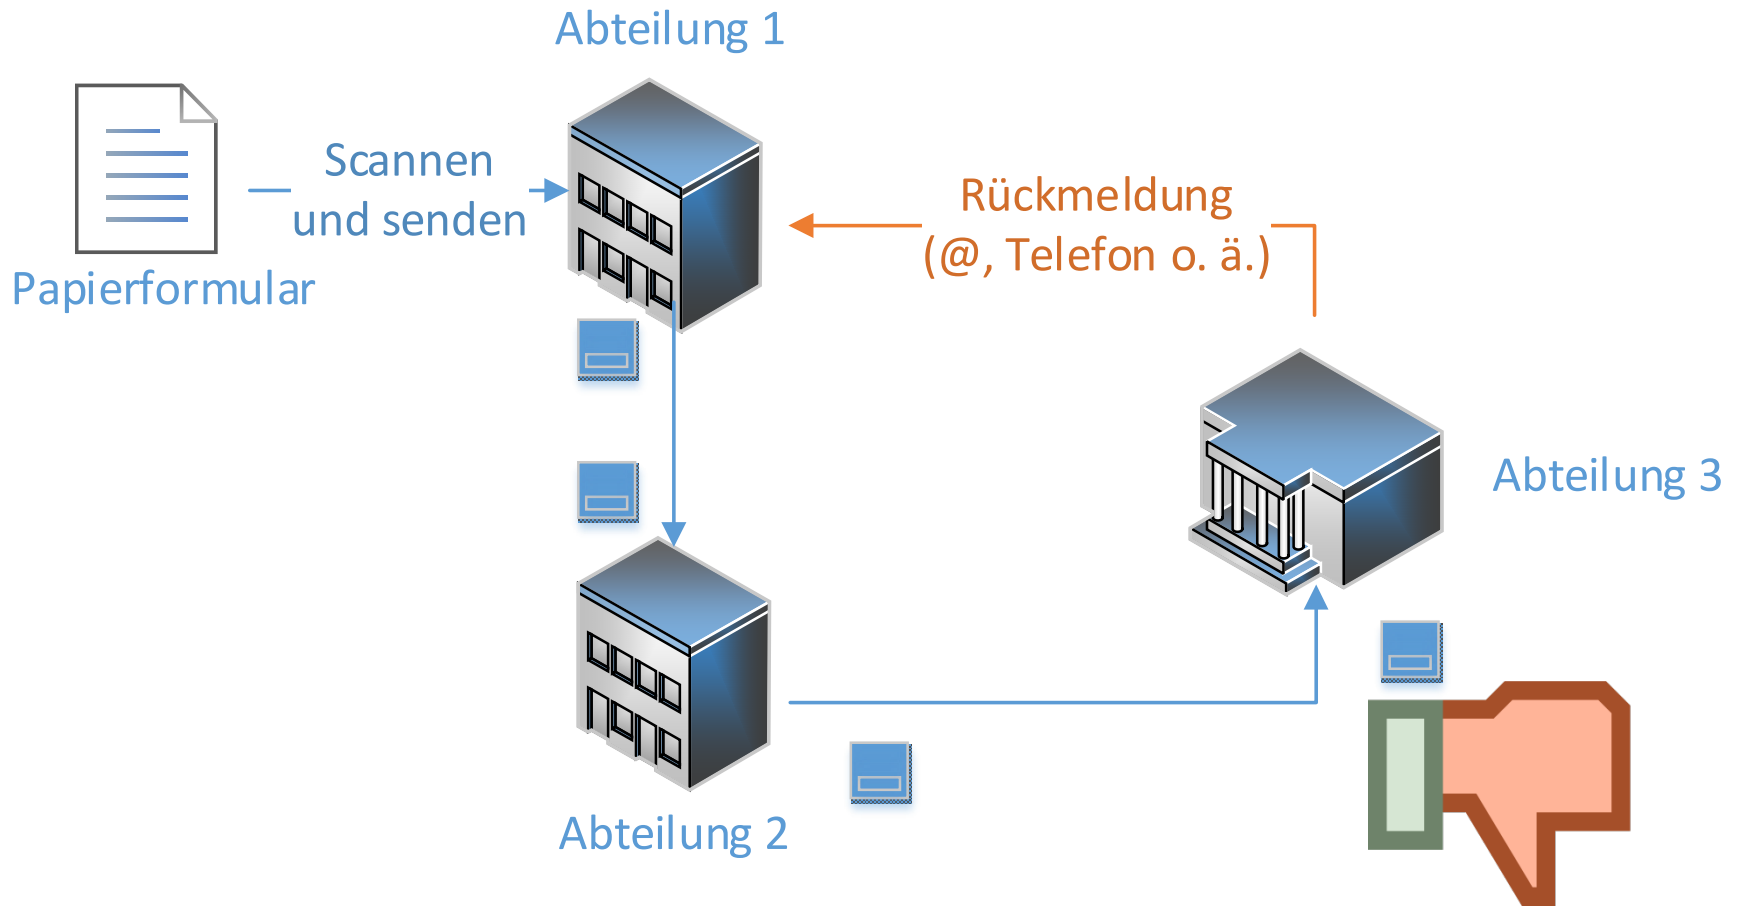 Abteilung 1
Scannen
und senden
Papierformular
Rückmeldung
(@, Telefon o. ä.)
Abteilung 3
Abteilung 2